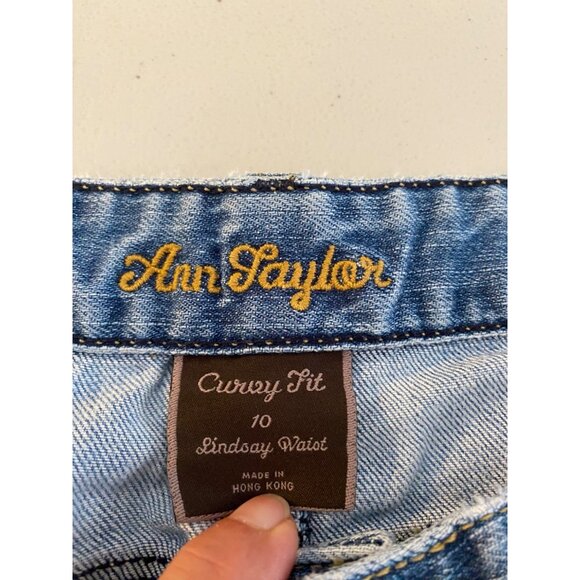 Ann Taylor
Curvy Fit
10
Lindsay Waist
MADE IN
HONG KONG